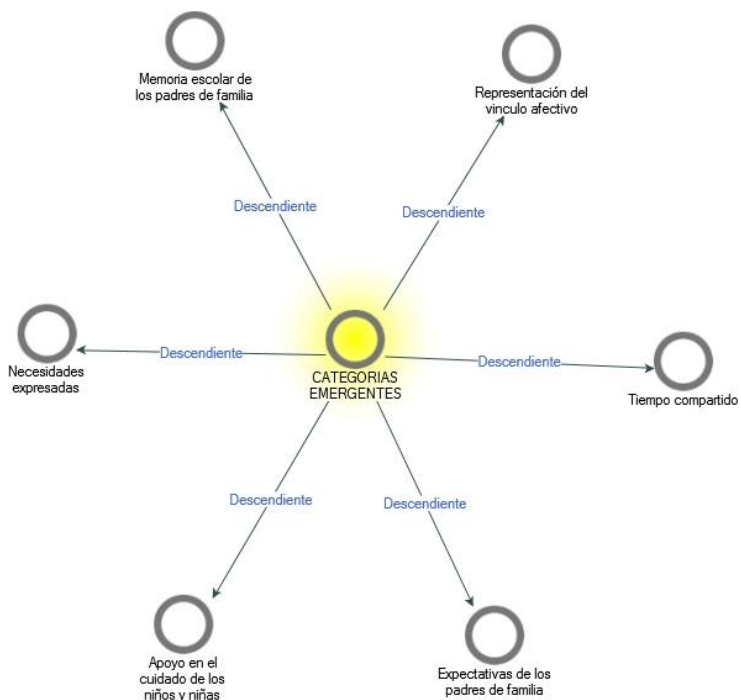 Memoria escolar de
los padres de familia
Representación del
vinculo afectivo
Descendiente
Descendiente
Necesidades
expresadas
Descendiente
CATEGORIAS
EMERGENTES
Descendiente
Tiempo compartido
Descendiente
Descendiente
Apoyo en el
cuidado de los
niños y niñas
Expectativas de los
padres de familia